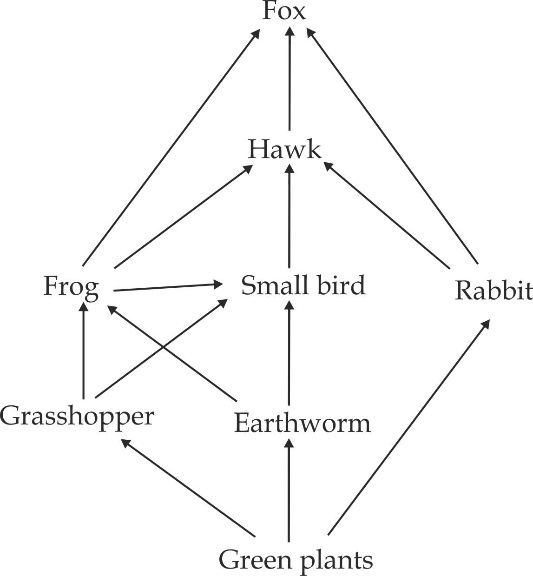 Fox
Hawk
Frog
Small bird
Rabbit
Grasshopper
Earthworm
Green plants